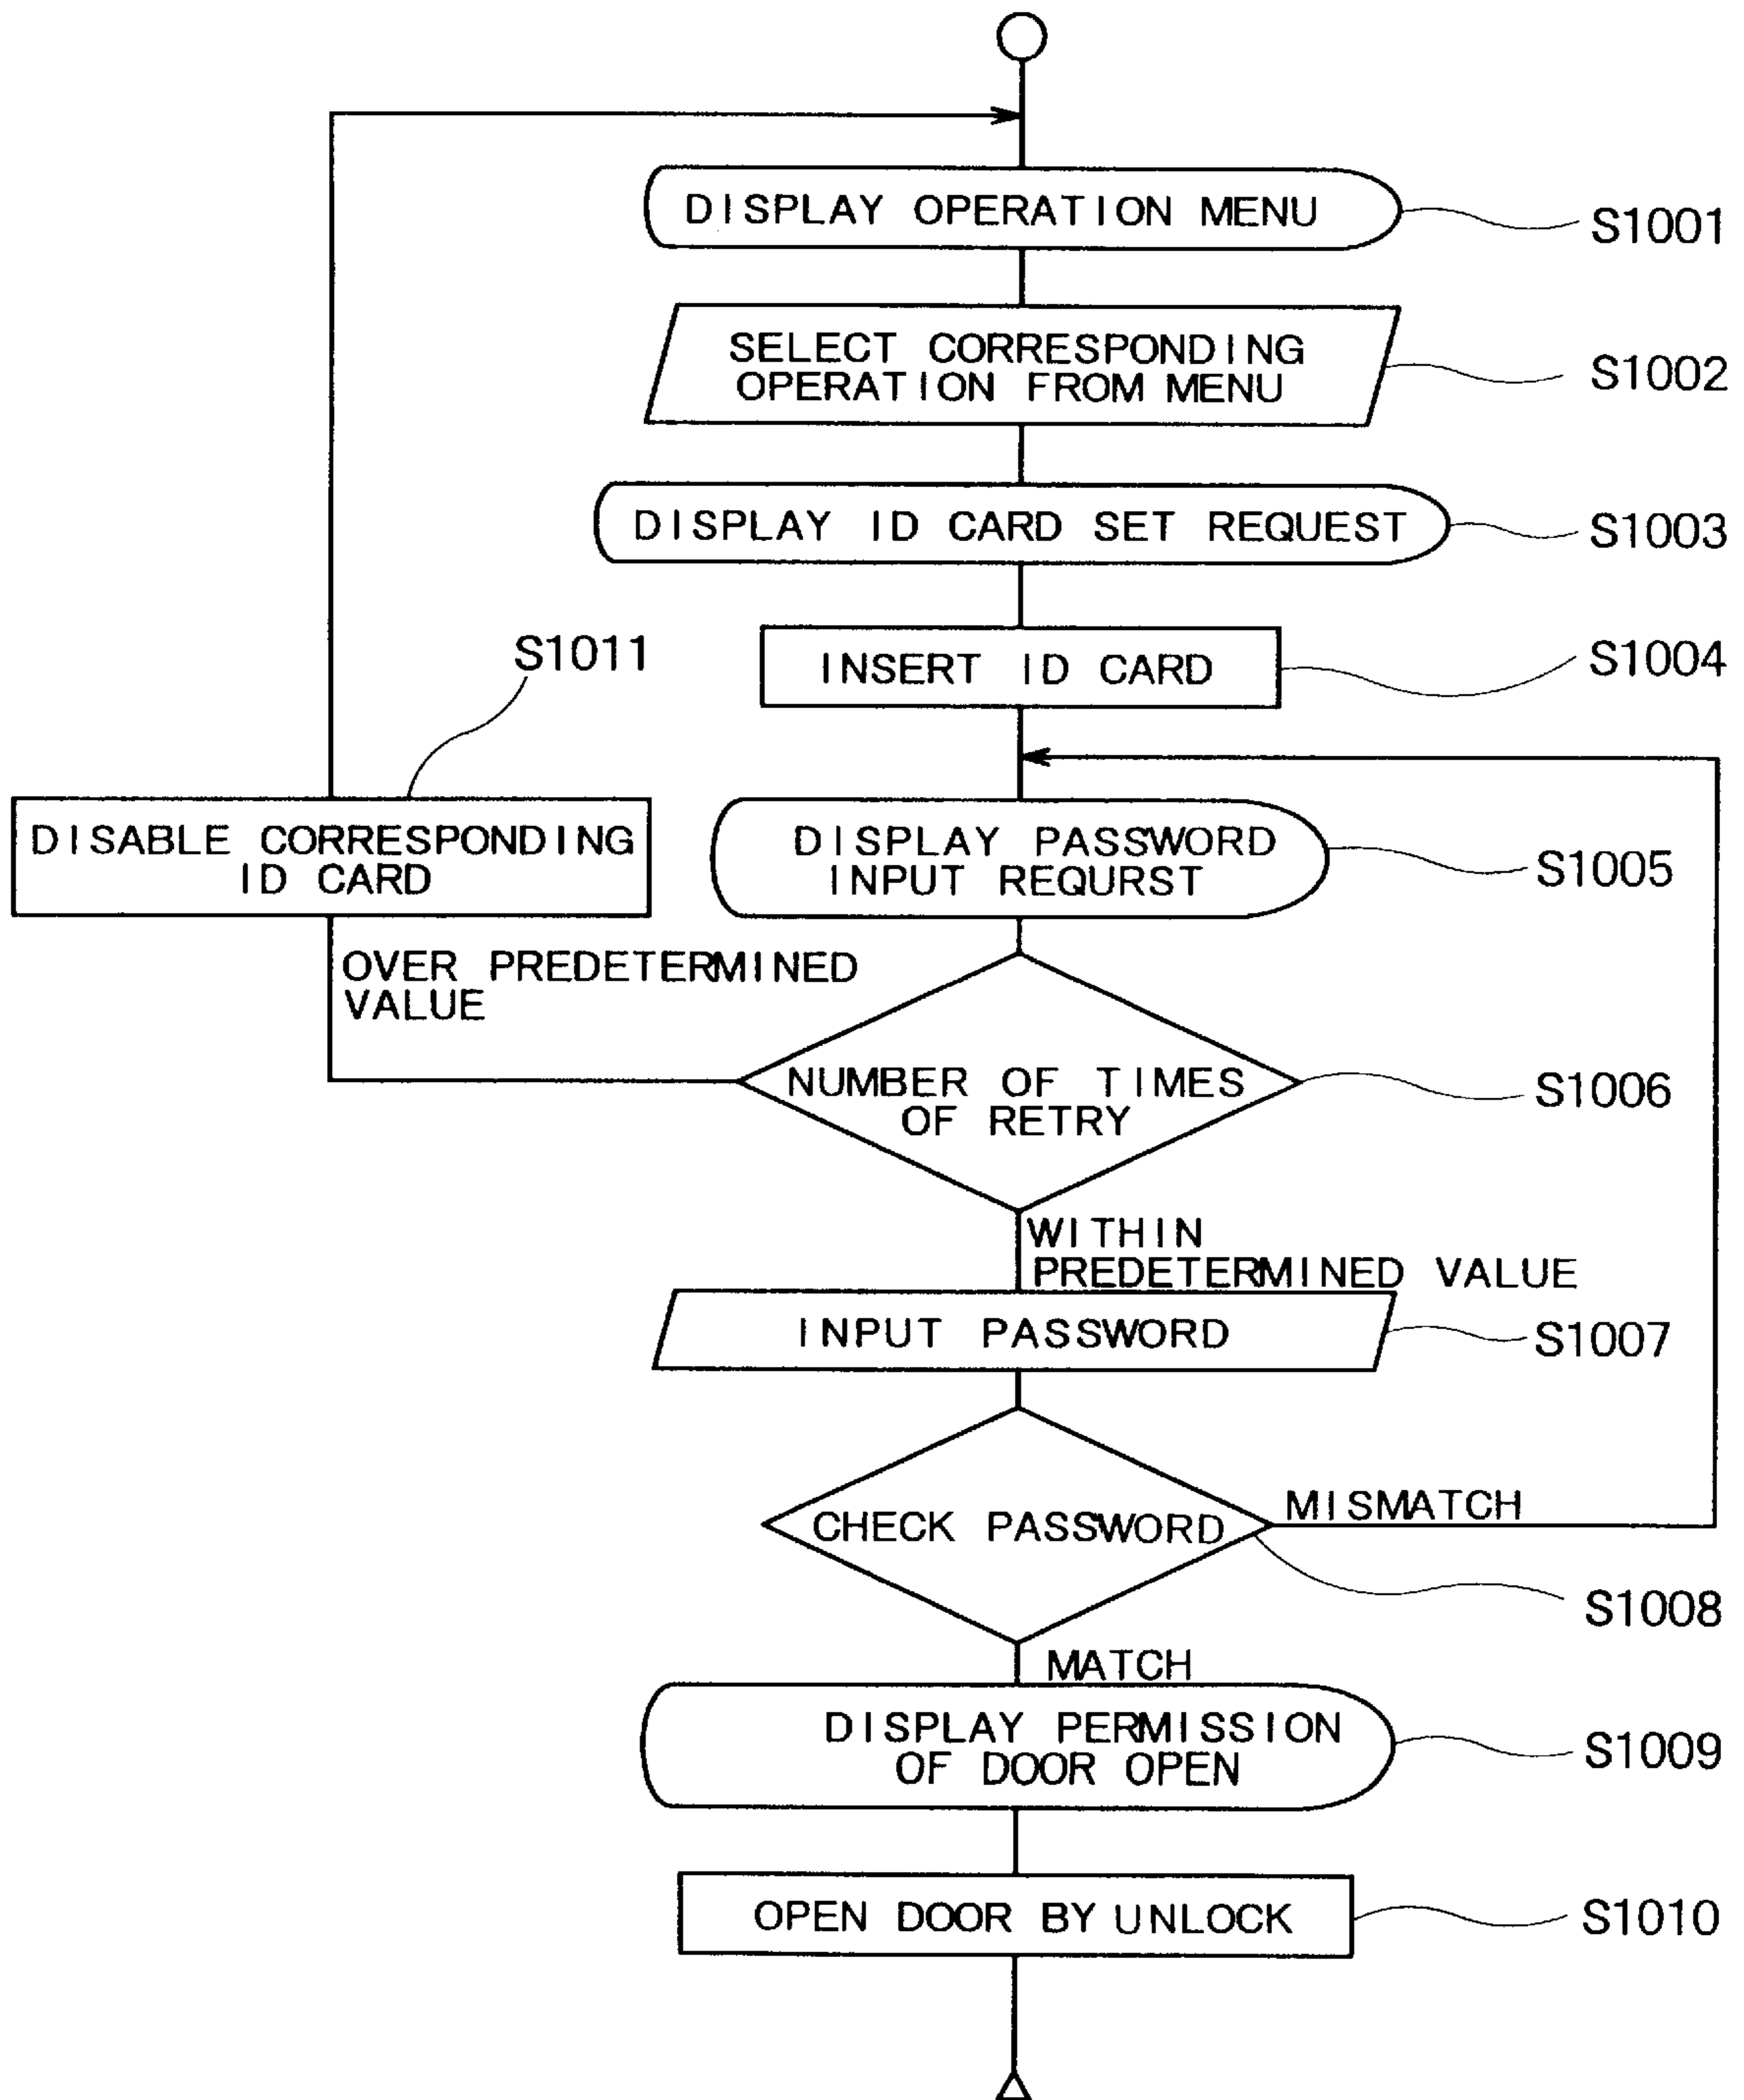 DISPLAY OPERATION MENU
S1001
SELECT CORRESPONDING
OPERATION FROM MENU
S1002
DISPLAY ID CARD SET REQUEST
S1003
INSERT ID CARD
S1004
S1011
DISABLE CORRESPONDING
ID CARD
DISPLAY PASSWORD
INPUT REQURST
S1005
OVER PREDETERMINED
VALUE
NUMBER OF TIMES
OF RETRY
S1006
WITHIN
PREDETERMINED VALUE
INPUT PASSWORD
S1007
CHECK PASSWORD
MISMATCH
S1008
MATCH
DISPLAY PERMISSION
OF DOOR OPEN
S1009
OPEN DOOR BY UNLOCK
S1010